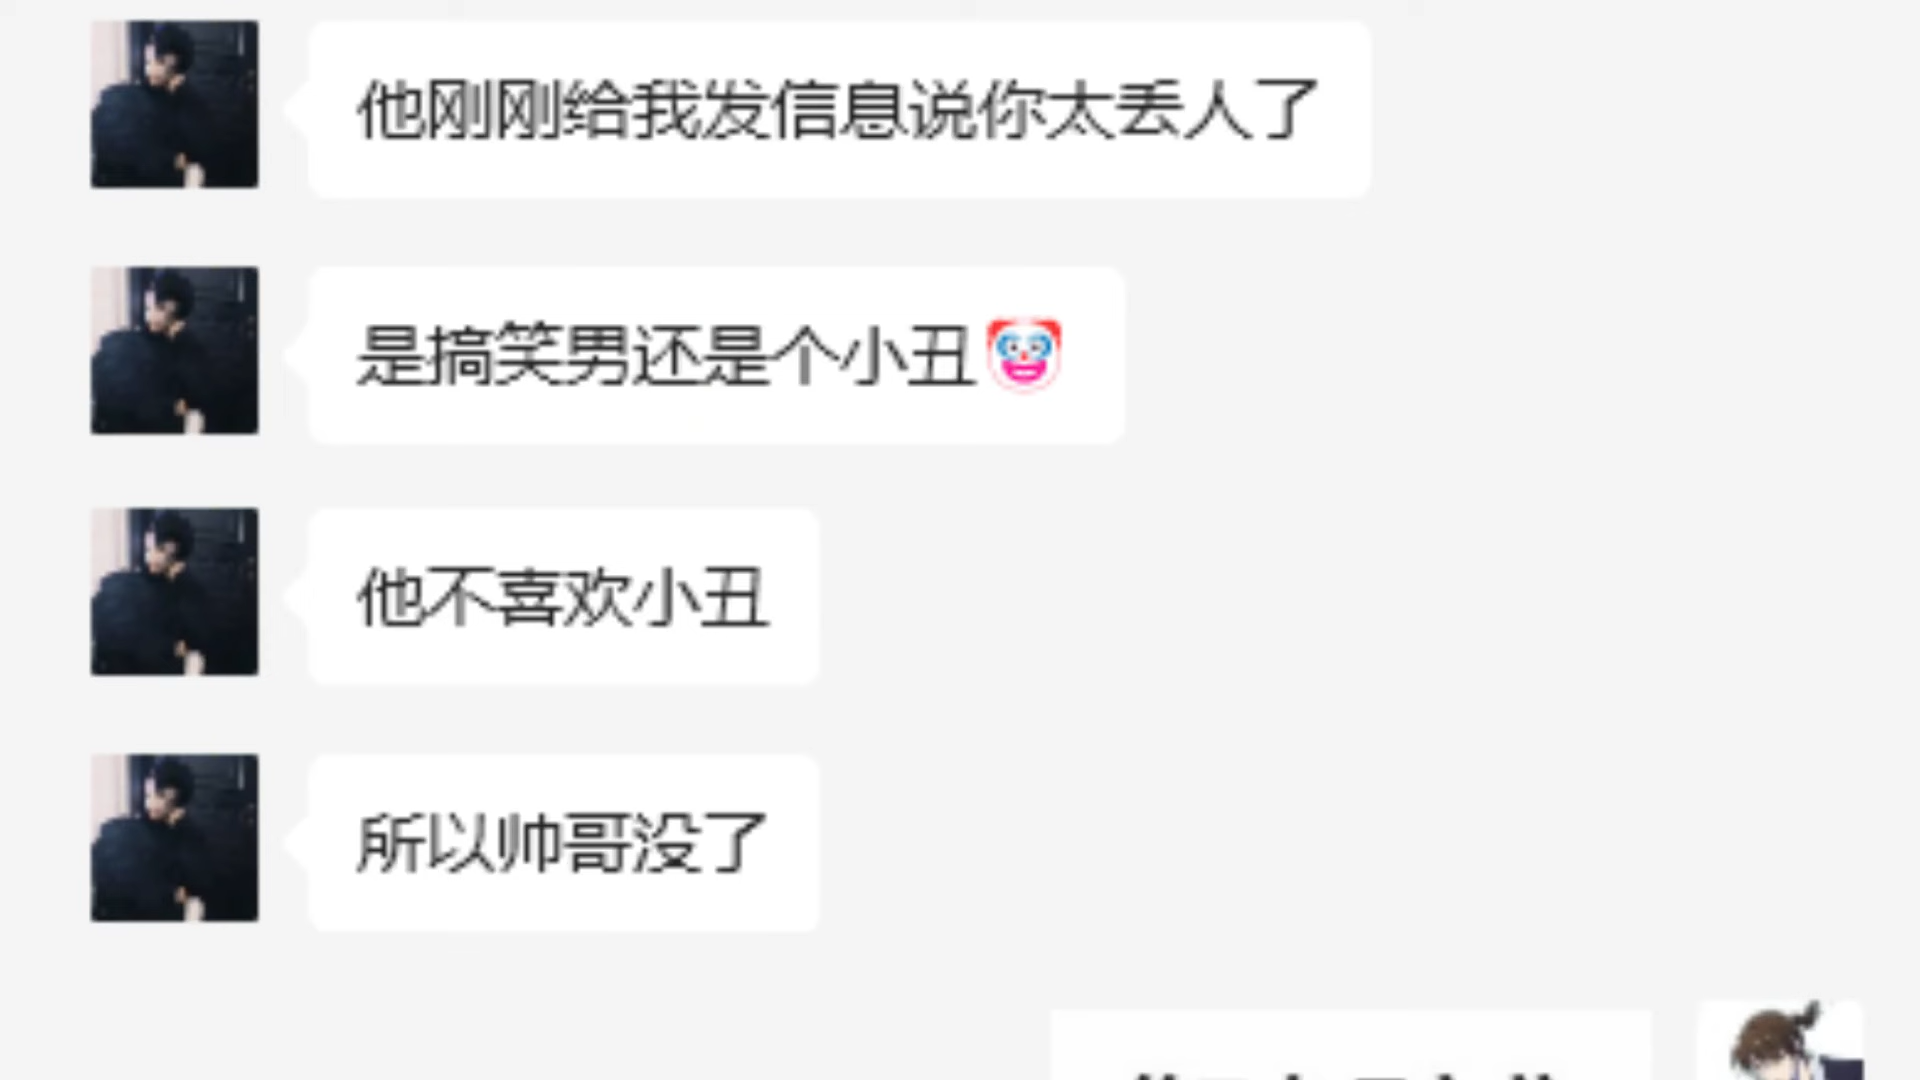 他刚刚给我发信息说你太丢人了
是搞笑男还是个小丑🤡
他不喜欢小丑
所以帅哥没了